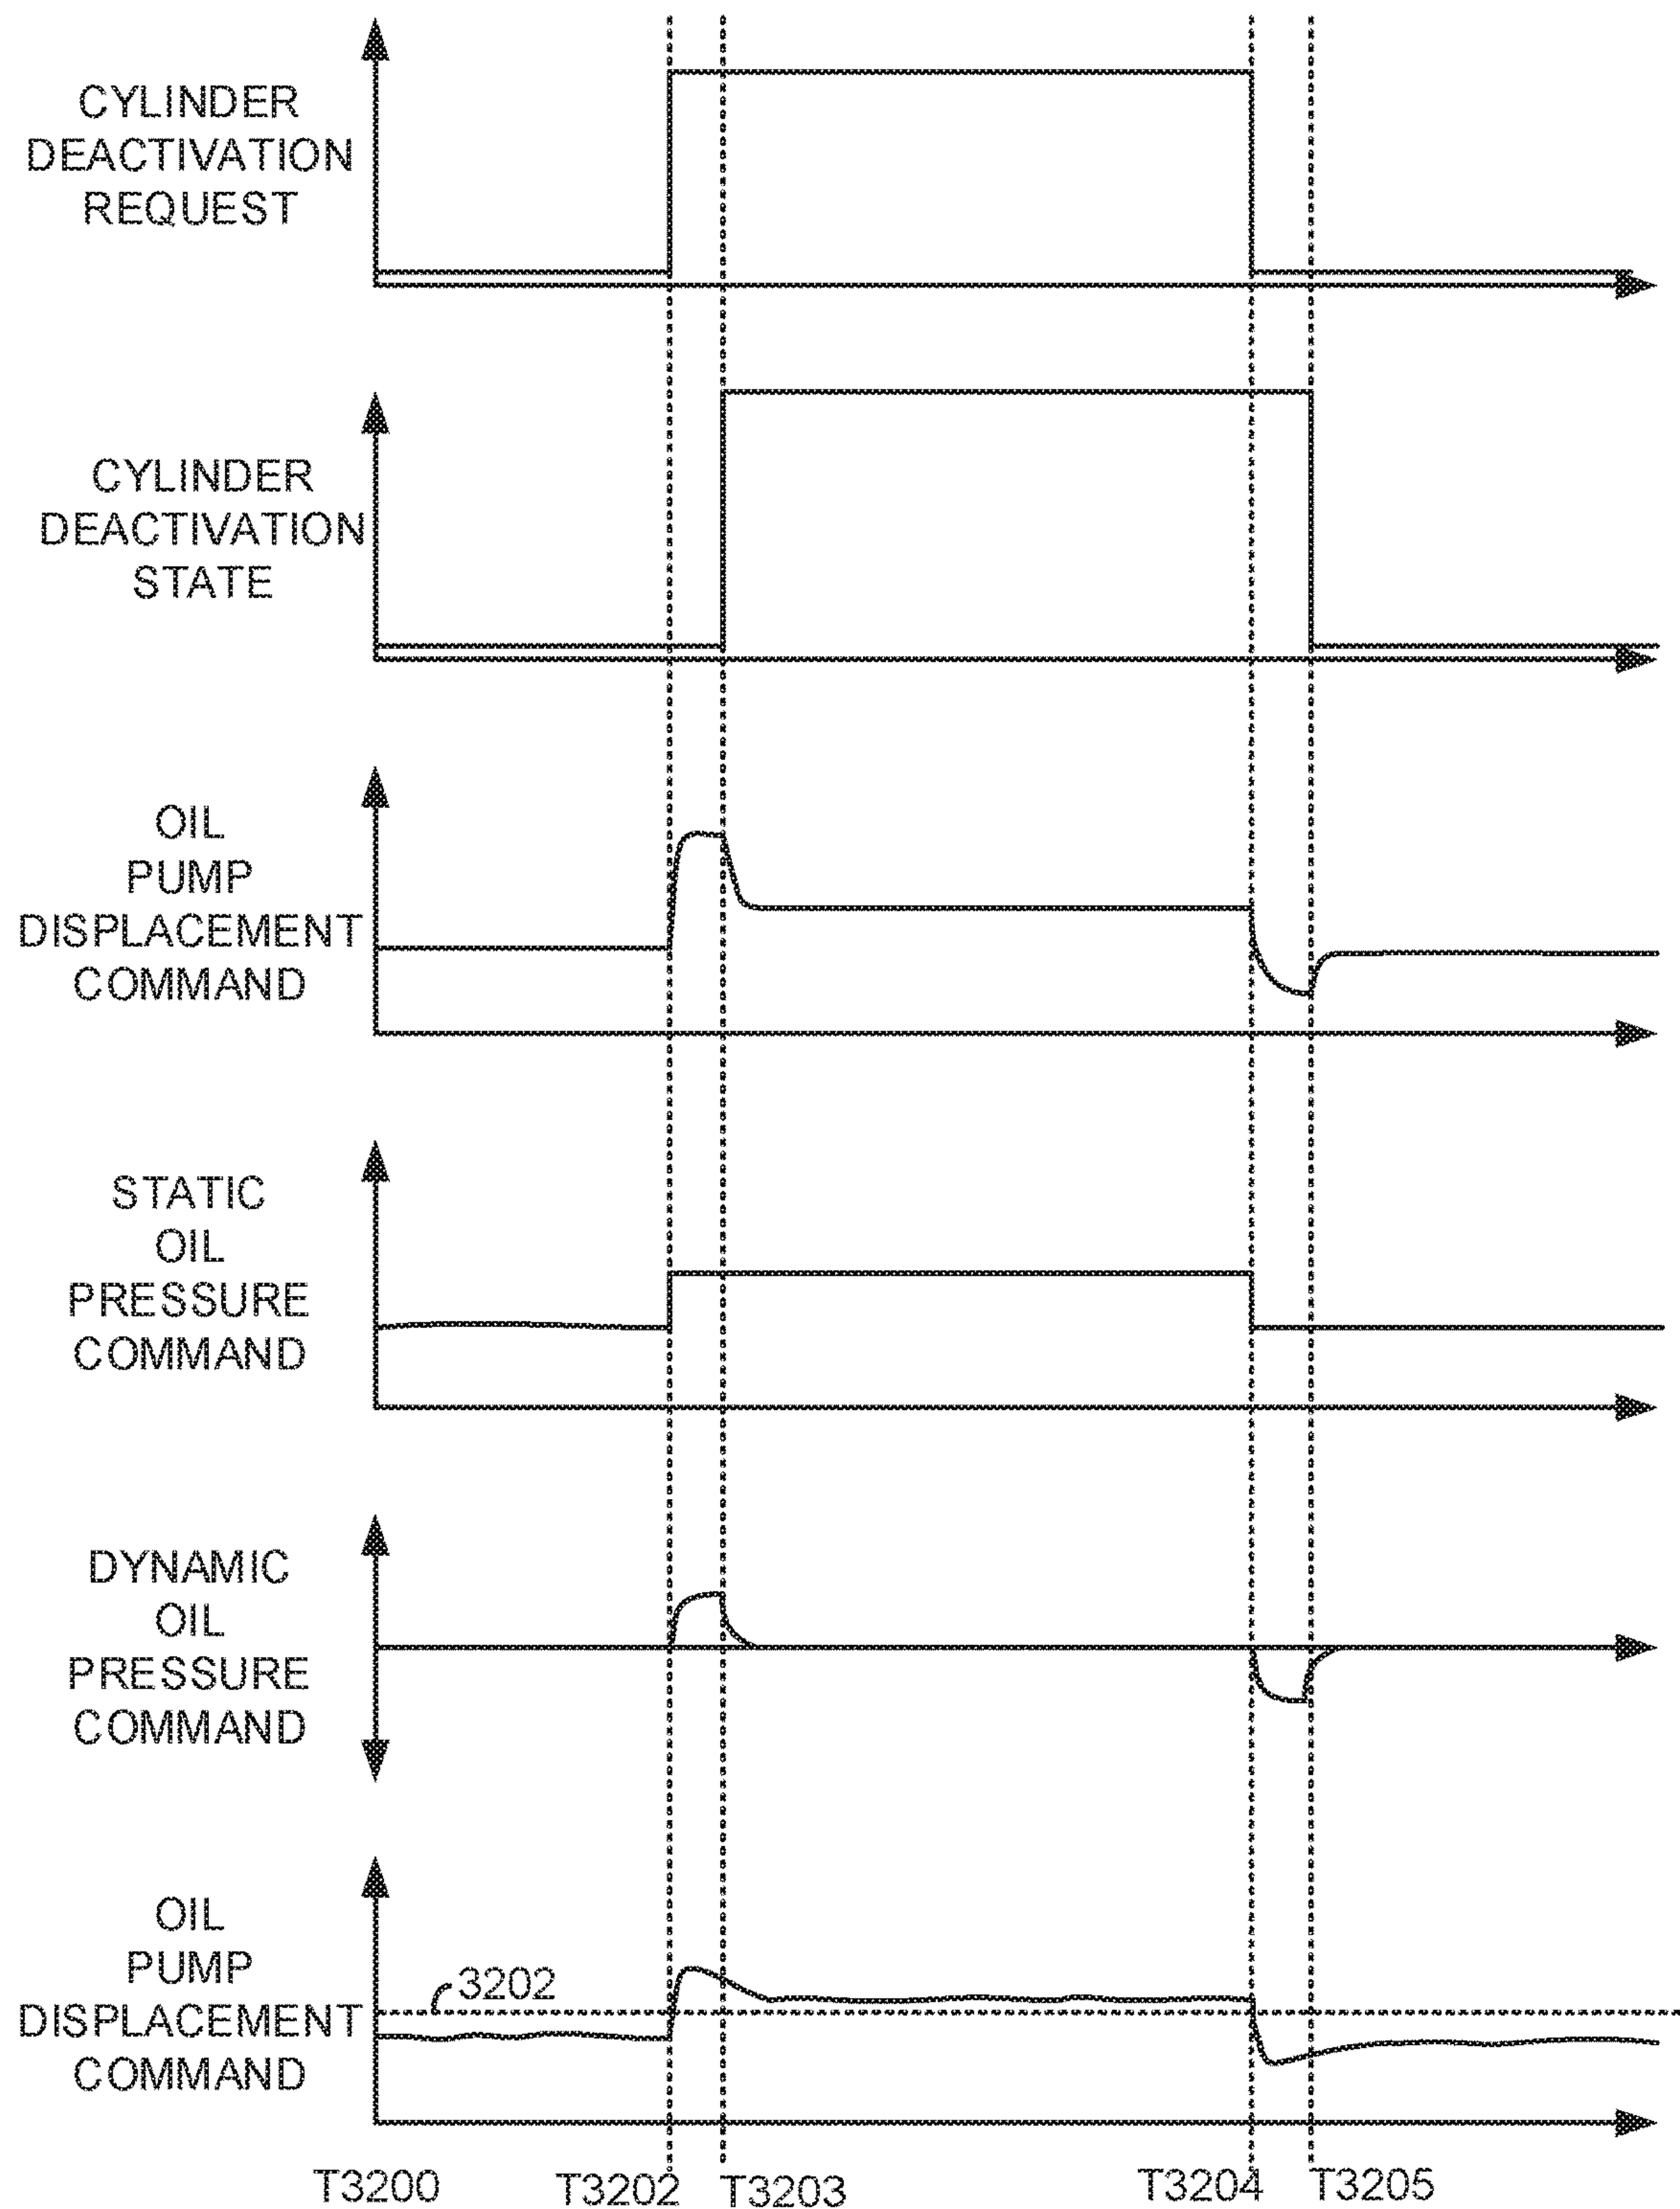 CYLINDER
DEACTIVATION
REQUEST
CYLINDER
DEACTIVATION
STATE
OIL
PUMP
DISPLACEMENT
COMMAND
STATIC
OIL
PRESSURE
COMMAND
DYNAMIC
OIL
PRESSURE
COMMAND
OIL
PUMP
DISPLACEMENT
COMMAND
3202
T3200 T3202 T3203 T3204 T3205